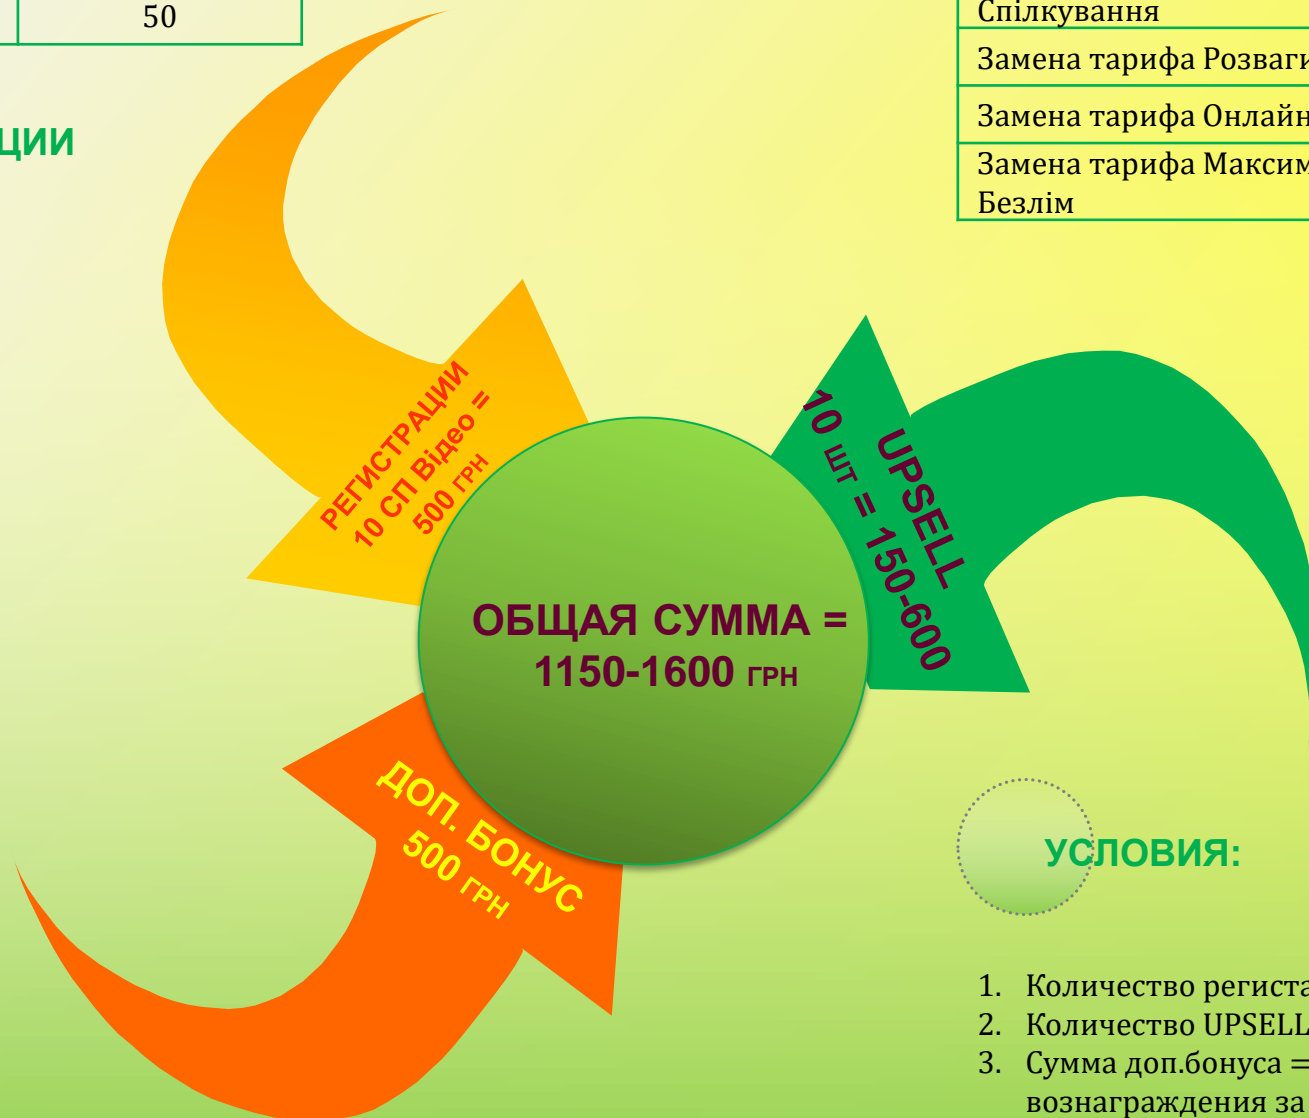 50
Спілкування
Замена тарифа Розваги
Замена тарифа Онлайн
Замена тарифа Максим
Безлім
ЦИИ
РЕГИСТРАЦИИ
10 СП Відео =
500 ГРН
UPSELL
10 ШТ = 150-600
ОБЩАЯ СУММА =
1150-1600 ГРН
ДОП. БОНУС
500 ГРН
УСЛОВИЯ:
1. Количество региста
2. Количество UPSELL
3. Сумма доп.бонуса =
вознаграждения за